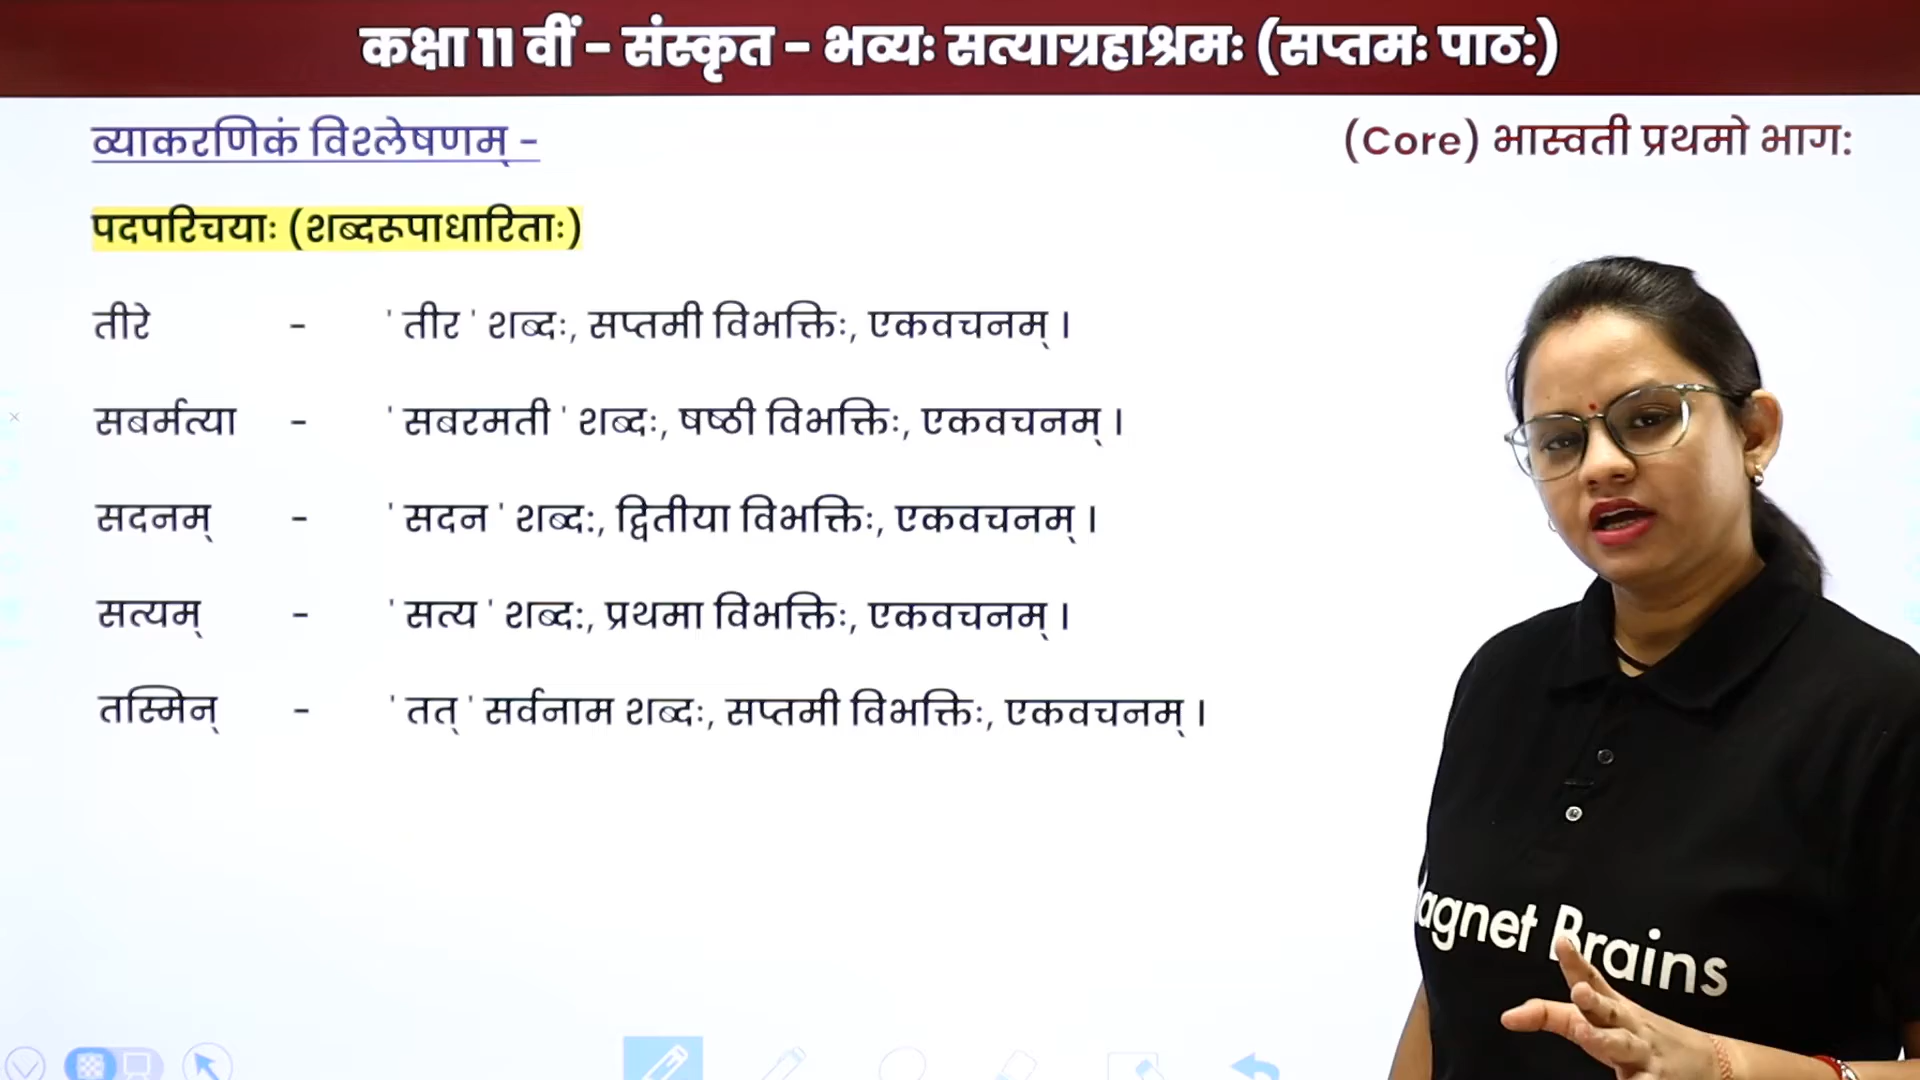 कक्षा 11 वीं - संस्कृत - भव्यः सत्याग्रहाश्रमः (सप्तमः पाठः)
व्याकरणिकं विश्लेषणम् -
(Core) भास्वती प्रथमो भागः
पदपरिचयाः (शब्दरूपाधारिताः)
तीरे - ' तीर ' शब्दः, सप्तमी विभक्तिः, एकवचनम् ।
सबर्मत्या - ' सबरमती ' शब्दः, षष्ठी विभक्तिः, एकवचनम् ।
सदनम् - ' सदन ' शब्दः, द्वितीया विभक्तिः, एकवचनम् ।
सत्यम् - ' सत्य ' शब्दः, प्रथमा विभक्तिः, एकवचनम् ।
तस्मिन् - ' तत् ' सर्वनाम शब्दः, सप्तमी विभक्तिः, एकवचनम् ।
agnet Brains